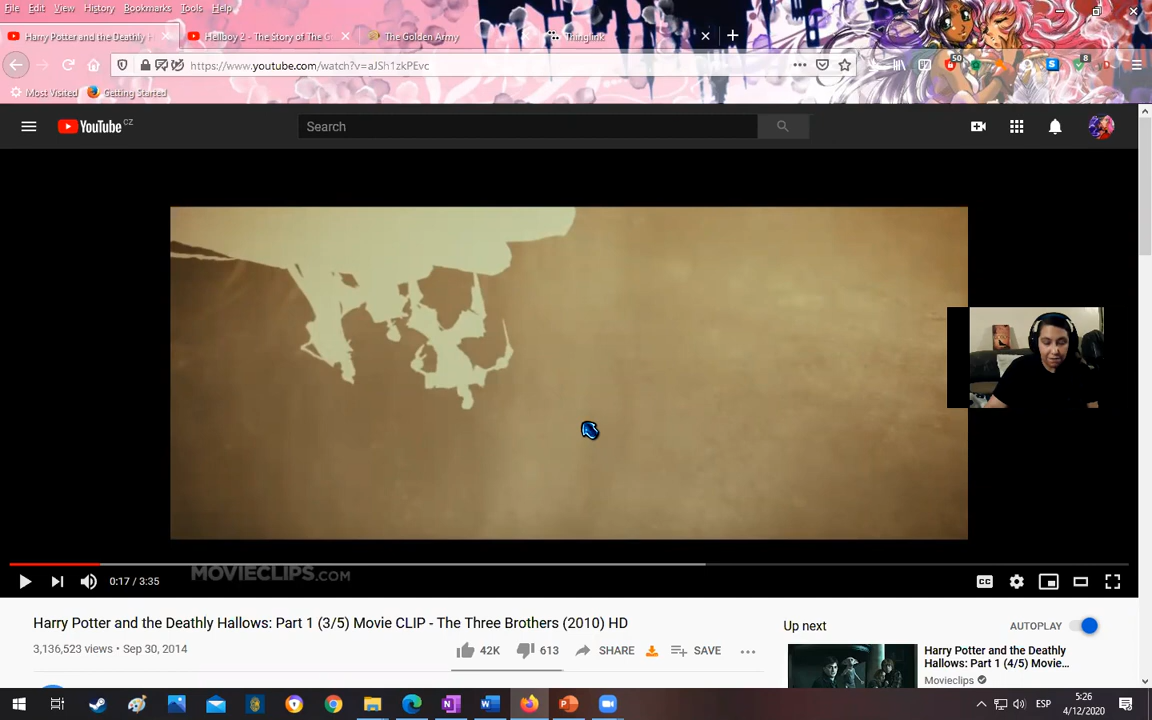 File Edit View History Bookmarks Tools Help
Harry Potter and the Deathly H
Hellboy 2 - The Story of The G
The Golden Army
Thinglink
https://www.youtube.com/watch?v=aJSh1zkPEvc
50
8
Most Visited Getting Started
YouTube CZ
Search
MOVIECLIPS.COM
0:17 / 3:35
CC
Harry Potter and the Deathly Hallows: Part 1 (3/5) Movie CLIP - The Three Brothers (2010) HD
3,136,523 views • Sep 30, 2014
42K 613 SHARE SAVE
Up next
AUTOPLAY
Harry Potter and the Deathly
Hallows: Part 1 (4/5) Movie...
Movieclips
ESP
5:26
4/12/2020